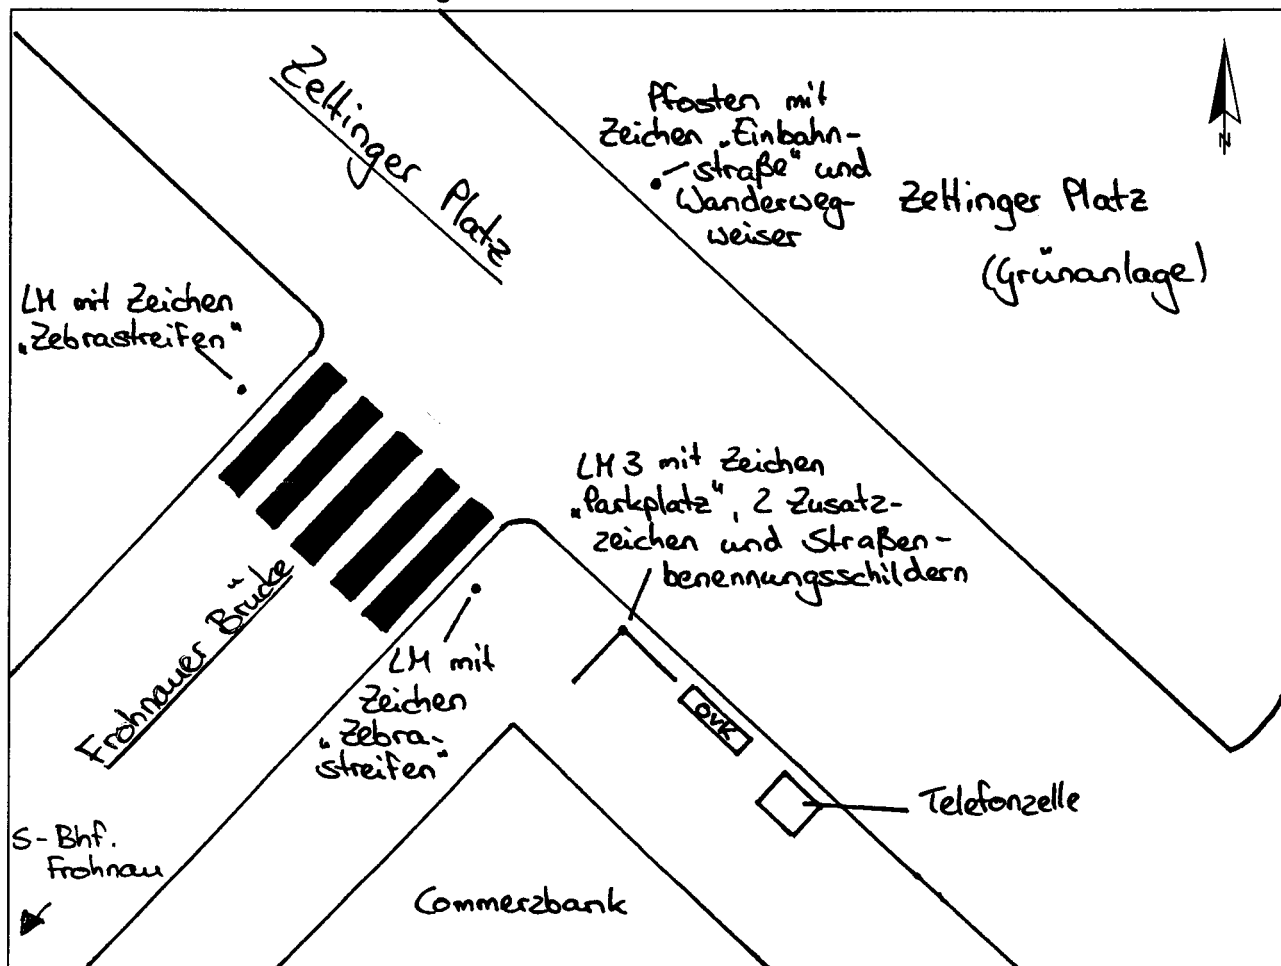 Zeltinger Platz
Pfosten mit
Zeichen „Einbahn-
straße“ und
Wanderweg-
weiser
N
Zeltinger Platz
(Grünanlage)
LM mit Zeichen
„Zebrastreifen“
LM 3 mit Zeichen
„Parkplatz“, 2 Zusatz-
zeichen und Straßen-
benennungsschildern
Frohnauer Brücke
LM mit
Zeichen
„Zebra-
streifen“
OVK
Telefonzelle
S-Bhf.
Frohnau
Commerzbank